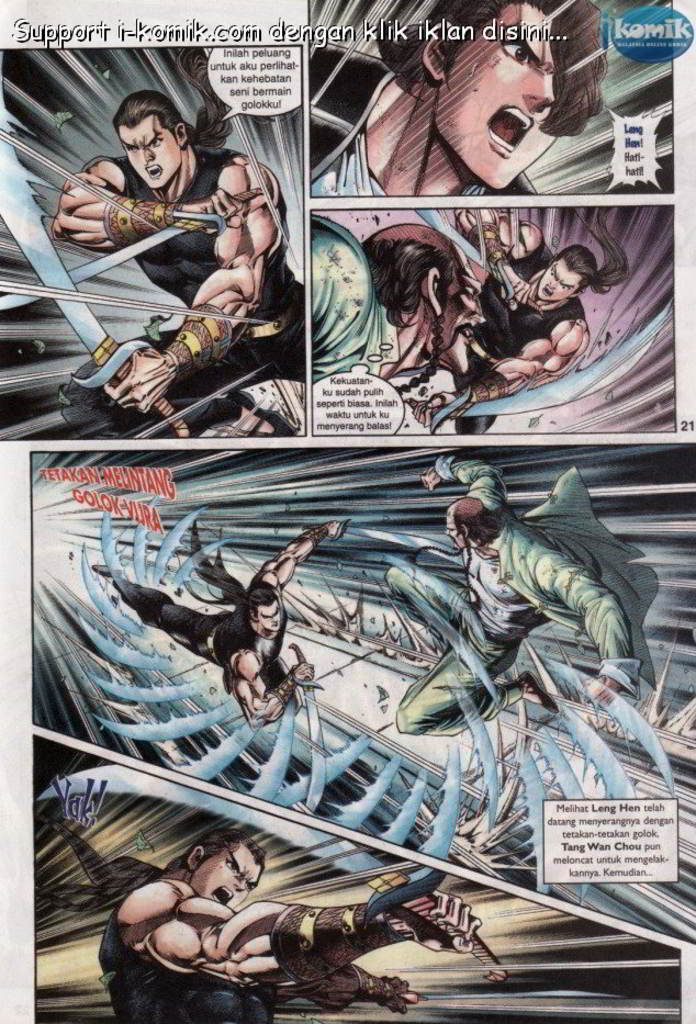 Support i-komik.com dengan klik iklan disini...
i komik
MALAYSIA ONLINE KOMIK
Inilah peluang
untuk aku perlihat-
kan kehebatan
seni bermain
golokku!
Leng
Hen!
Hati-
hati!
Kekuatan-
ku sudah pulih
seperti biasa. Inilah
waktu untuk ku
menyerang balas!
21
TETAKAN MELINTANG
GOLOK-VURA
Melihat Leng Hen telah
datang menyerangnya dengan
tetakan-tetakan golok,
Tang Wan Chou pun
meloncat untuk mengelak-
kannya. Kemudian...